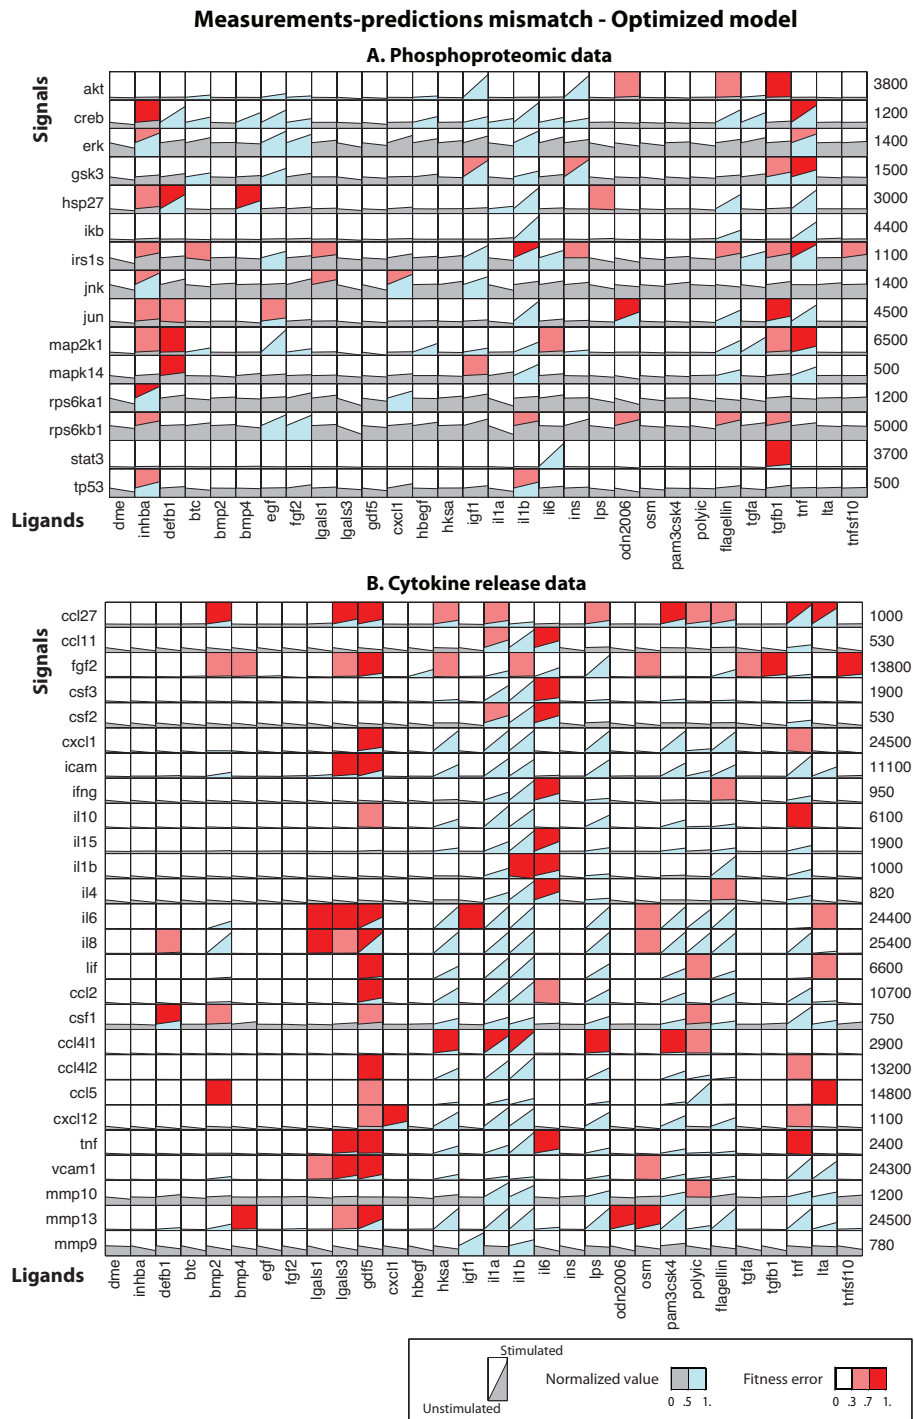 Measurements-predictions mismatch - Optimized model
A. Phosphoproteomic data
Signals
akt 3800
creb 1200
erk 1400
gsk3 1500
hsp27 3000
ikb 4400
irs1s 1100
jnk 1400
jun 4500
map2k1 6500
mapk14 500
rps6ka1 1200
rps6kb1 5000
stat3 3700
tp53 500
Ligands
dme inhba defb1 btc bmp2 bmp4 egf fgf2 lgals1 lgals3 gdf5 cxcl1 hbegf hksa igf1 il1a il1b il6 ins lps odn2006 osm pam3csk4 polyic flagellin tgfa tgfb1 tnf lta tnfsf10
B. Cytokine release data
Signals
ccl27 1000
ccl11 530
fgf2 13800
csf3 1900
csf2 530
cxcl1 24500
icam 11100
ifng 950
il10 6100
il15 1900
il1b 1000
il4 820
il6 24400
il8 25400
lif 6600
ccl2 10700
csf1 750
ccl4l1 2900
ccl4l2 13200
ccl5 14800
cxcl12 1100
tnf 2400
vcam1 24300
mmp10 1200
mmp13 24500
mmp9 780
Ligands
dme inhba defb1 btc bmp2 bmp4 egf fgf2 lgals1 lgals3 gdf5 cxcl1 hbegf hksa igf1 il1a il1b il6 ins lps odn2006 osm pam3csk4 polyic flagellin tgfa tgfb1 tnf lta tnfsf10
Stimulated
Unstimulated
Normalized value
0 .5 1.
Fitness error
0 .3 .7 1.